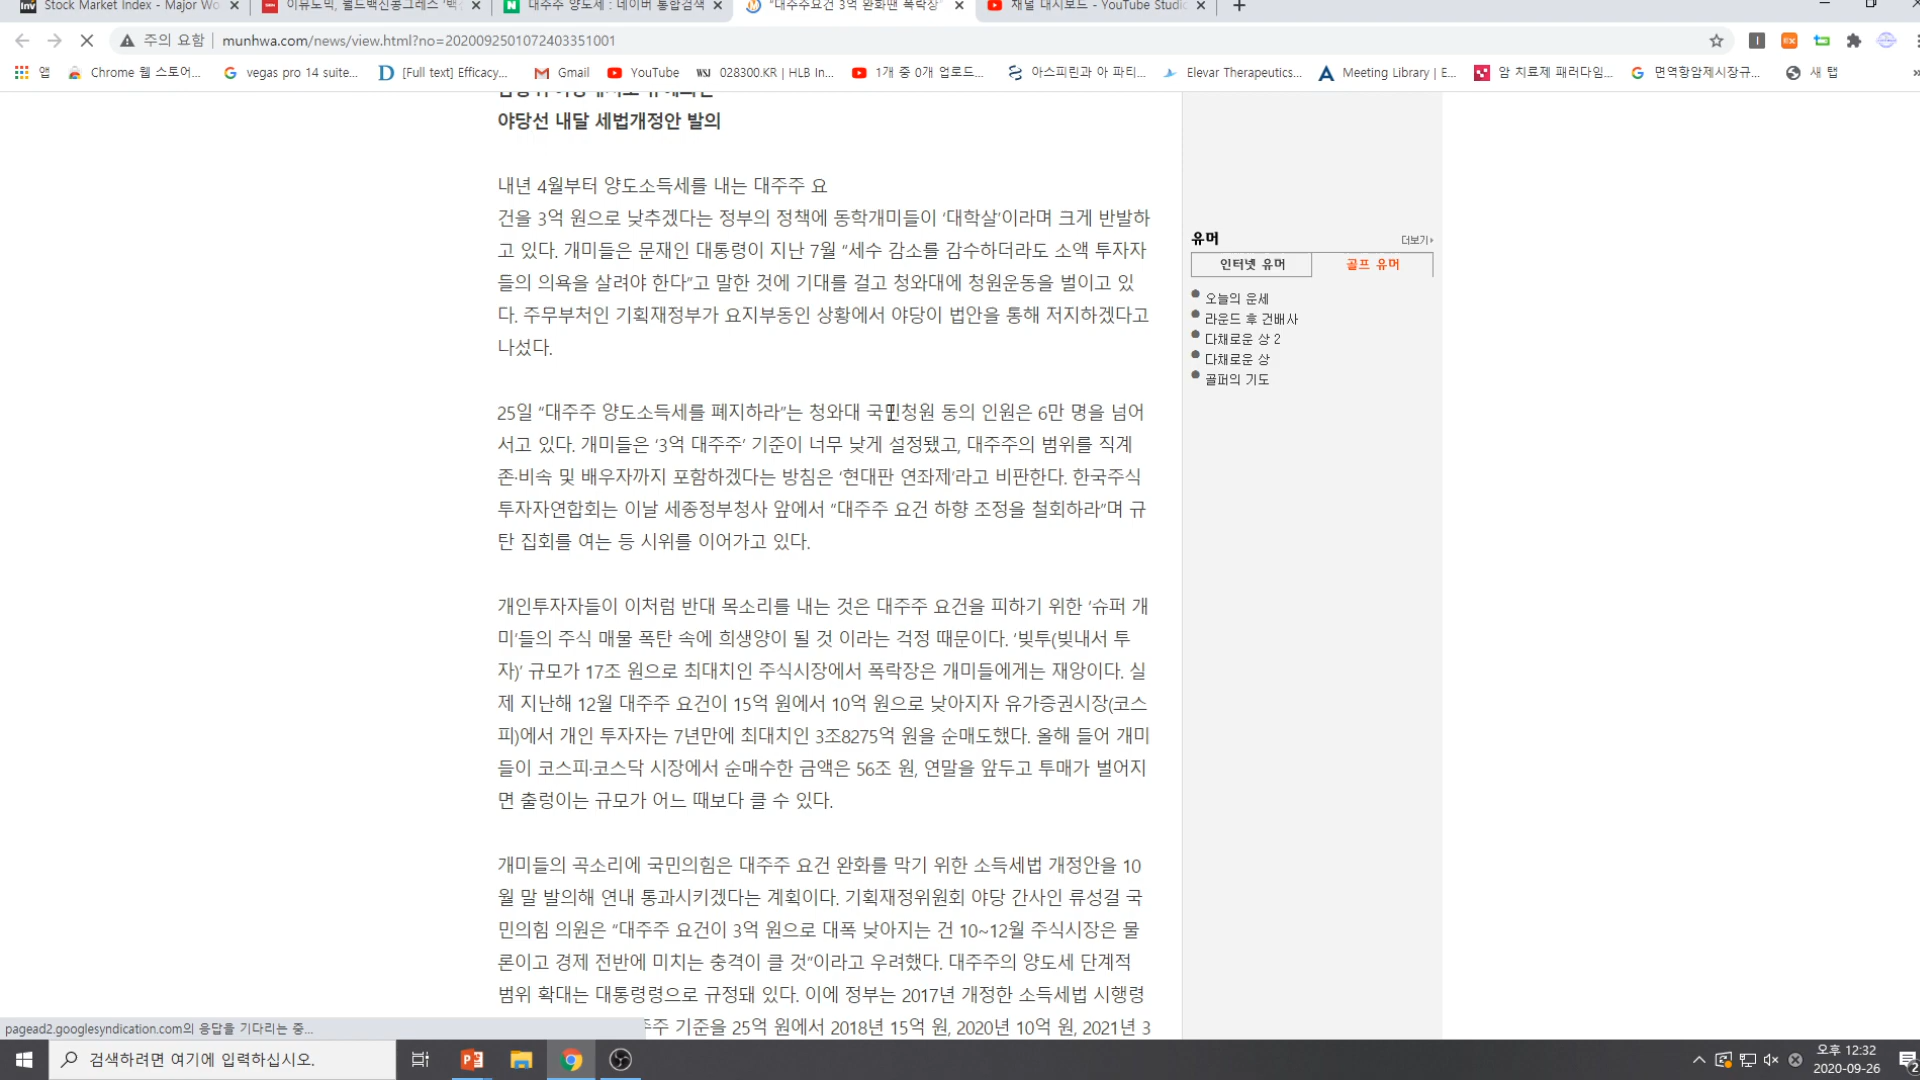 Stock Market Index - Major Wo
이뮤노믹, 월드백신콩그레스 '백
대주주 양도세 : 네이버 통합검색
"대주주요건 3억 완화땐 폭락장"
채널 대시보드 - YouTube Studio
주의 요함
munhwa.com/news/view.html?no=2020092501072403351001
앱
Chrome 웹 스토어...
vegas pro 14 suite...
[Full text] Efficacy...
Gmail
YouTube
028300.KR | HLB In...
1개 중 0개 업로드...
아스피린과 아 파티...
Elevar Therapeutics...
Meeting Library | E...
암 치료제 패러다임...
면역항암제시장규...
새 탭
야당선 내달 세법개정안 발의
내년 4월부터 양도소득세를 내는 대주주 요
건을 3억 원으로 낮추겠다는 정부의 정책에 동학개미들이 ‘대학살’이라며 크게 반발하
고 있다. 개미들은 문재인 대통령이 지난 7월 “세수 감소를 감수하더라도 소액 투자자
들의 의욕을 살려야 한다”고 말한 것에 기대를 걸고 청와대에 청원운동을 벌이고 있
다. 주무부처인 기획재정부가 요지부동인 상황에서 야당이 법안을 통해 저지하겠다고
나섰다.
25일 “대주주 양도소득세를 폐지하라”는 청와대 국민청원 동의 인원은 6만 명을 넘어
서고 있다. 개미들은 ‘3억 대주주’ 기준이 너무 낮게 설정됐고, 대주주의 범위를 직계
존·비속 및 배우자까지 포함하겠다는 방침은 ‘현대판 연좌제’라고 비판한다. 한국주식
투자자연합회는 이날 세종정부청사 앞에서 “대주주 요건 하향 조정을 철회하라”며 규
탄 집회를 여는 등 시위를 이어가고 있다.
개인투자자들이 이처럼 반대 목소리를 내는 것은 대주주 요건을 피하기 위한 ‘슈퍼 개
미’들의 주식 매물 폭탄 속에 희생양이 될 것 이라는 걱정 때문이다. ‘빚투(빚내서 투
자)’ 규모가 17조 원으로 최대치인 주식시장에서 폭락장은 개미들에게는 재앙이다. 실
제 지난해 12월 대주주 요건이 15억 원에서 10억 원으로 낮아지자 유가증권시장(코스
피)에서 개인 투자자는 7년만에 최대치인 3조8275억 원을 순매도했다. 올해 들어 개미
들이 코스피·코스닥 시장에서 순매수한 금액은 56조 원, 연말을 앞두고 투매가 벌어지
면 출렁이는 규모가 어느 때보다 클 수 있다.
개미들의 곡소리에 국민의힘은 대주주 요건 완화를 막기 위한 소득세법 개정안을 10
월 말 발의해 연내 통과시키겠다는 계획이다. 기획재정위원회 야당 간사인 류성걸 국
민의힘 의원은 “대주주 요건이 3억 원으로 대폭 낮아지는 건 10~12월 주식시장은 물
론이고 경제 전반에 미치는 충격이 클 것”이라고 우려했다. 대주주의 양도세 단계적
범위 확대는 대통령령으로 규정돼 있다. 이에 정부는 2017년 개정한 소득세법 시행령
주 기준을 25억 원에서 2018년 15억 원, 2020년 10억 원, 2021년 3
유머
더보기
인터넷 유머
골프 유머
오늘의 운세
라운드 후 건배사
다채로운 상 2
다채로운 상
골퍼의 기도
pagead2.googlesyndication.com의 응답을 기다리는 중...
검색하려면 여기에 입력하십시오.
오후 12:32
2020-09-26
2